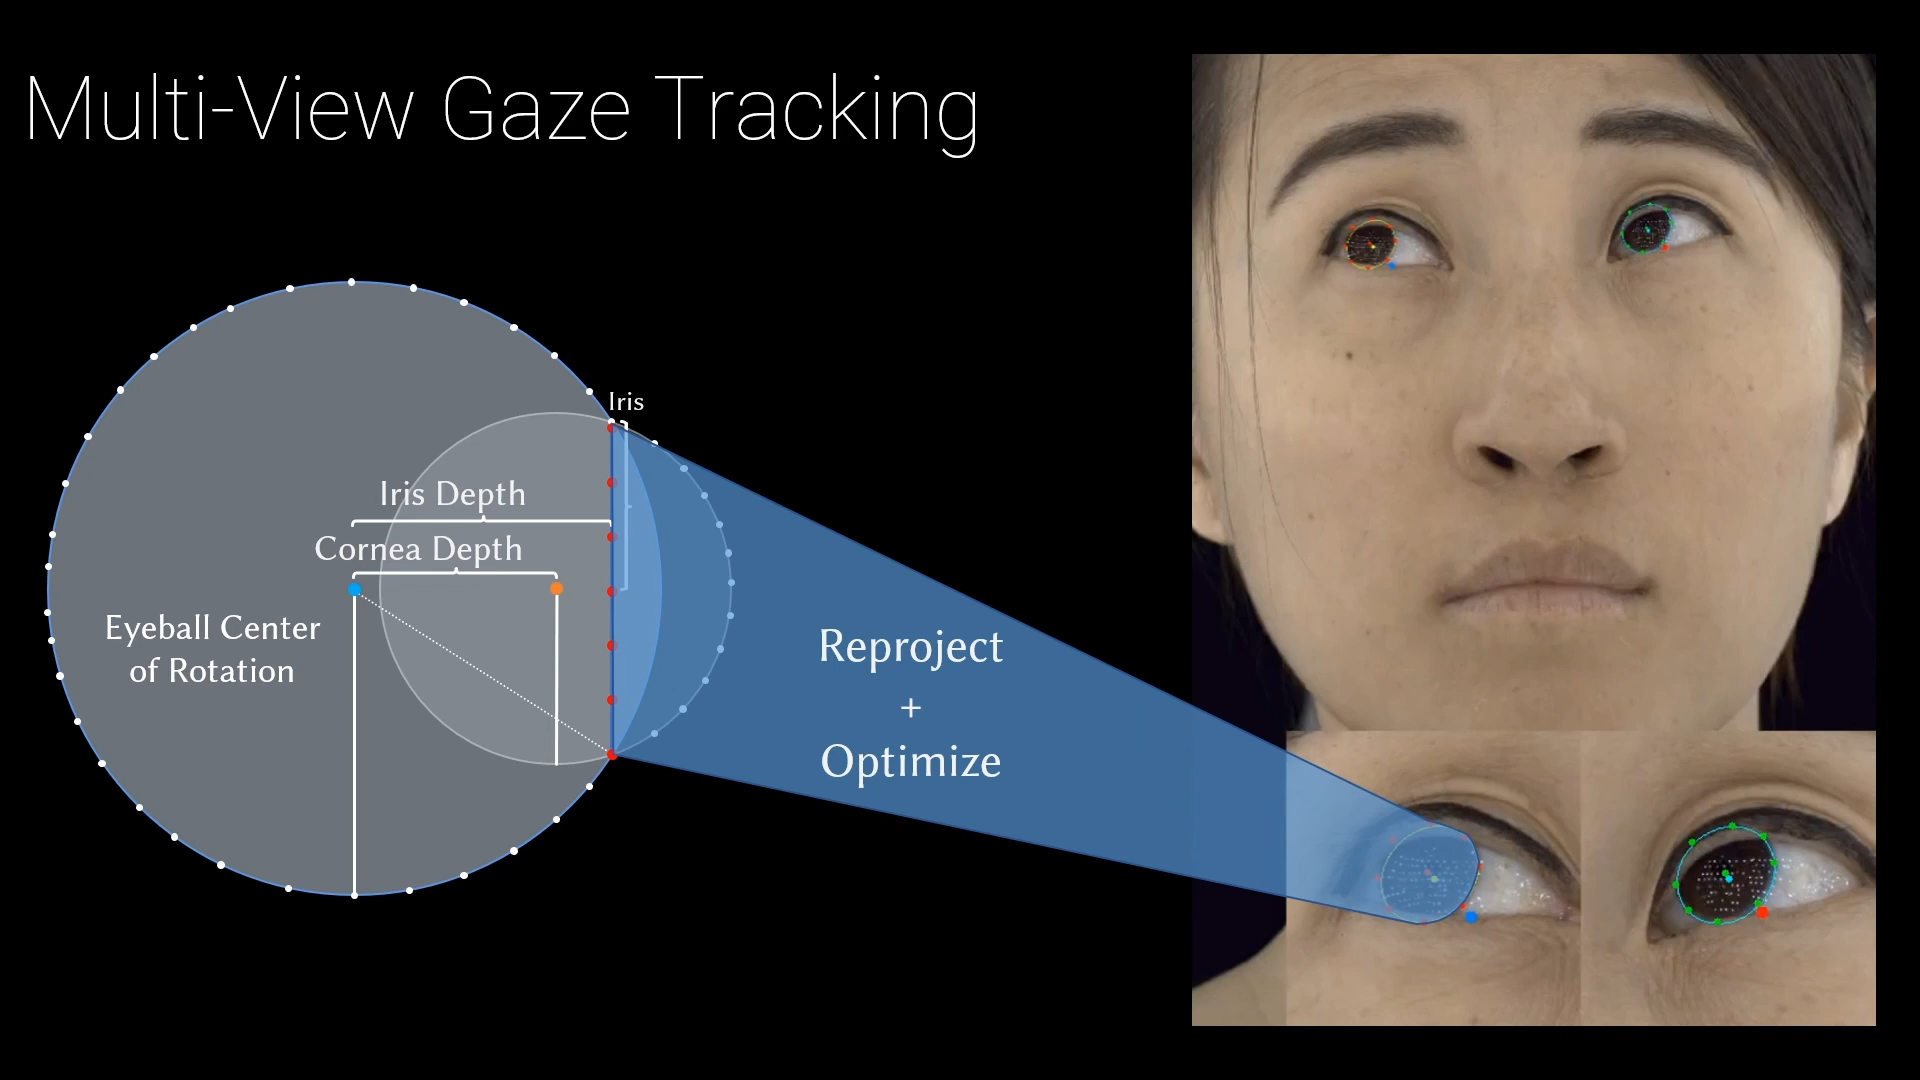 Multi-View Gaze Tracking
Iris
Iris Depth
Cornea Depth
Eyeball Center
of Rotation
Reproject
+
Optimize